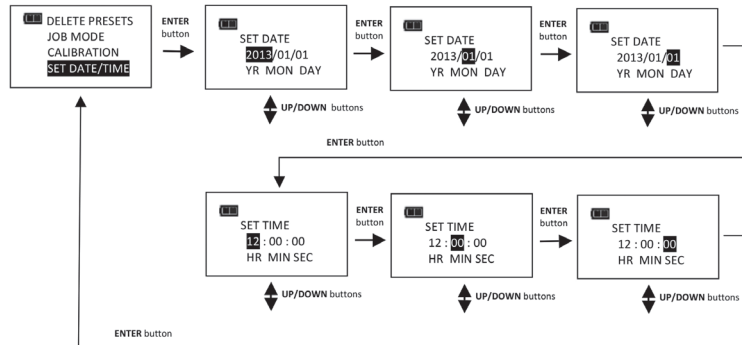 DELETE PRESETS
JOB MODE
CALIBRATION
SET DATE/TIME
ENTER
button
SET DATE
2013/01/01
YR MON DAY
UP/DOWN buttons
ENTER
button
SET DATE
2013/01/01
YR MON DAY
UP/DOWN buttons
ENTER
button
SET DATE
2013/01/01
YR MON DAY
UP/DOWN buttons
ENTER button
SET TIME
12 : 00 : 00
HR MIN SEC
UP/DOWN buttons
ENTER
button
SET TIME
12 : 00 : 00
HR MIN SEC
UP/DOWN buttons
ENTER
button
SET TIME
12 : 00 : 00
HR MIN SEC
UP/DOWN buttons
ENTER button